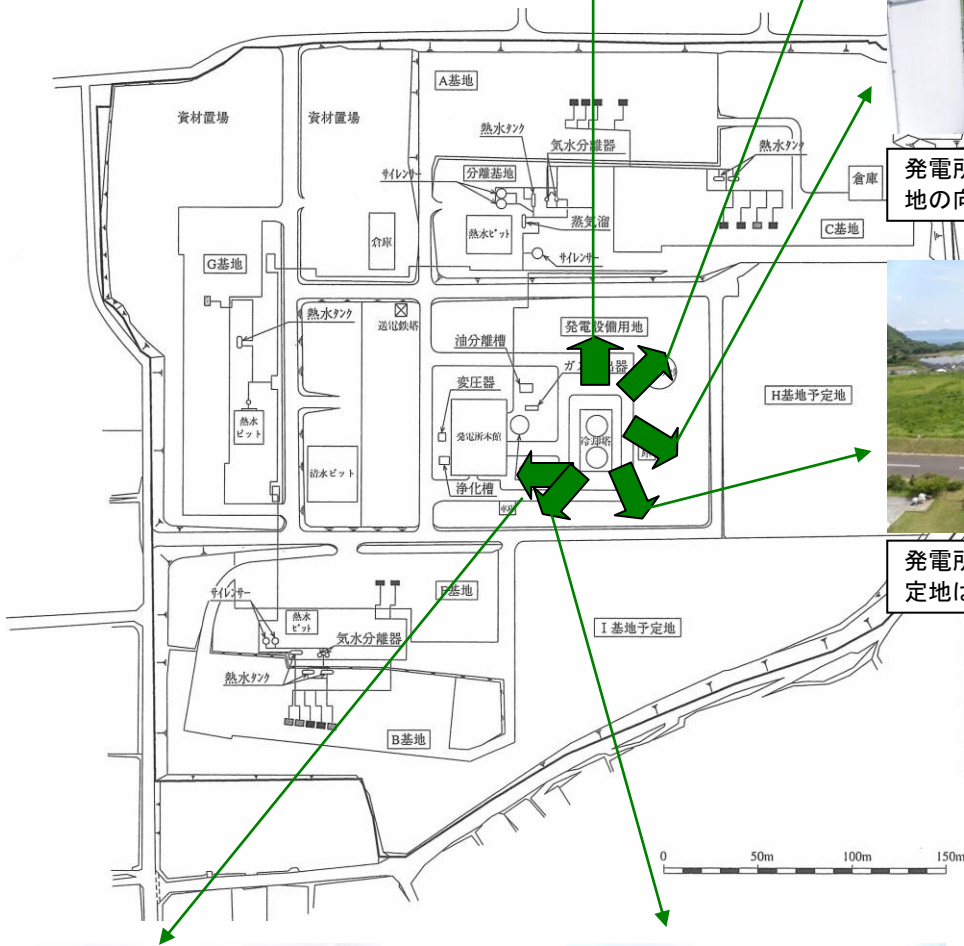 A基地
資材置場
資材置場
熱水タンク
気水分離器
熱水タンク
サイレンサー
分離基地
倉庫
発電所
地の向
蒸気溜
C基地
熱水ピット
倉庫
サイレンサー
G基地
熱水タンク
送電鉄塔
発電設備用地
油分離槽
変圧器
H基地予定地
熱水
ピット
発電所本館
冷却塔
清水ピット
浄化槽
発電所
定地は
サイレンサー
熱水
ピット
気水分離器
I基地予定地
熱水タンク
B基地
0 50m 100m 150m